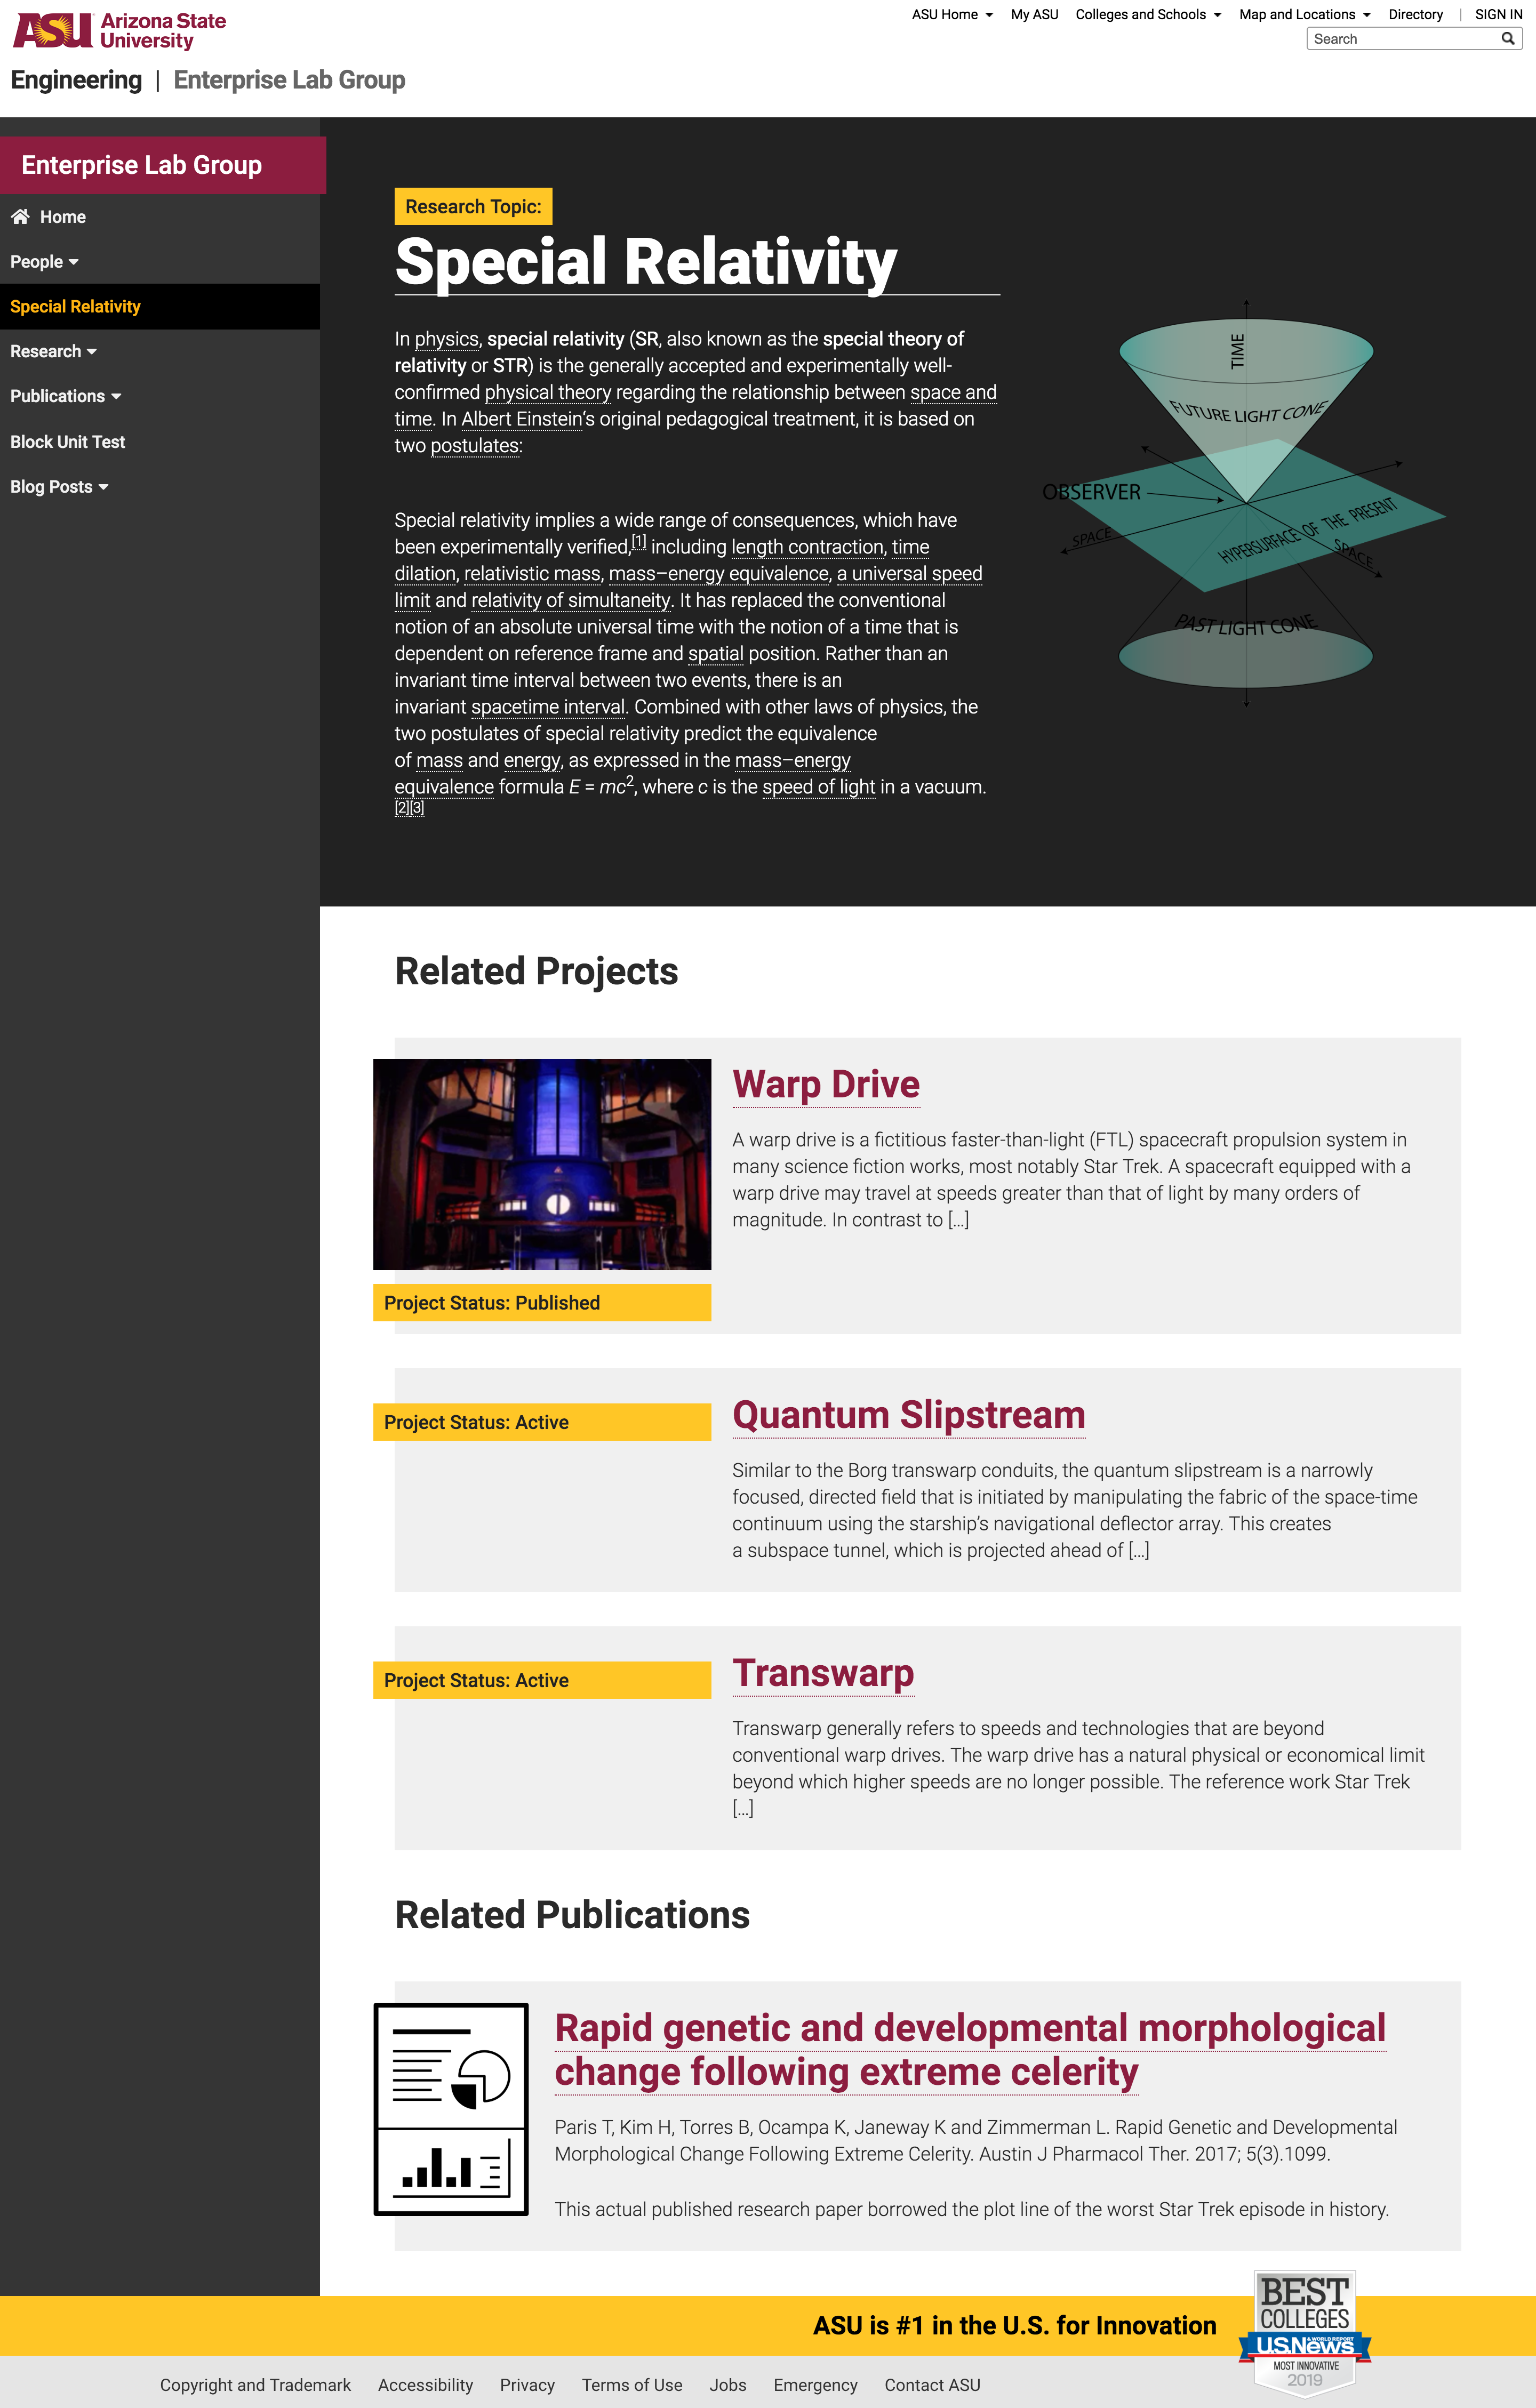 ASU Arizona State
University
ASU Home
My ASU
Colleges and Schools
Map and Locations
Directory
SIGN IN
Search
Engineering | Enterprise Lab Group
Enterprise Lab Group
Home
People
Special Relativity
Research
Publications
Block Unit Test
Blog Posts
Research Topic:
Special Relativity
In physics, special relativity (SR, also known as the special theory of
relativity or STR) is the generally accepted and experimentally well-
confirmed physical theory regarding the relationship between space and
time. In Albert Einstein‘s original pedagogical treatment, it is based on
two postulates:
Special relativity implies a wide range of consequences, which have
been experimentally verified,[1] including length contraction, time
dilation, relativistic mass, mass–energy equivalence, a universal speed
limit and relativity of simultaneity. It has replaced the conventional
notion of an absolute universal time with the notion of a time that is
dependent on reference frame and spatial position. Rather than an
invariant time interval between two events, there is an
invariant spacetime interval. Combined with other laws of physics, the
two postulates of special relativity predict the equivalence
of mass and energy, as expressed in the mass–energy
equivalence formula E = mc², where c is the speed of light in a vacuum.
[2][3]
TIME
FUTURE LIGHT CONE
OBSERVER
SPACE
HYPERSURFACE OF THE PRESENT
SPACE
PAST LIGHT CONE
Related Projects
Warp Drive
A warp drive is a fictitious faster-than-light (FTL) spacecraft propulsion system in
many science fiction works, most notably Star Trek. A spacecraft equipped with a
warp drive may travel at speeds greater than that of light by many orders of
magnitude. In contrast to [...]
Project Status: Published
Project Status: Active
Quantum Slipstream
Similar to the Borg transwarp conduits, the quantum slipstream is a narrowly
focused, directed field that is initiated by manipulating the fabric of the space-time
continuum using the starship’s navigational deflector array. This creates
a subspace tunnel, which is projected ahead of [...]
Project Status: Active
Transwarp
Transwarp generally refers to speeds and technologies that are beyond
conventional warp drives. The warp drive has a natural physical or economical limit
beyond which higher speeds are no longer possible. The reference work Star Trek
[...]
Related Publications
Rapid genetic and developmental morphological
change following extreme celerity
Paris T, Kim H, Torres B, Ocampa K, Janeway K and Zimmerman L. Rapid Genetic and Developmental
Morphological Change Following Extreme Celerity. Austin J Pharmacol Ther. 2017; 5(3).1099.
This actual published research paper borrowed the plot line of the worst Star Trek episode in history.
ASU is #1 in the U.S. for Innovation
BEST
COLLEGES
U.S.News & WORLD REPORT
MOST INNOVATIVE
2019
Copyright and Trademark
Accessibility
Privacy
Terms of Use
Jobs
Emergency
Contact ASU